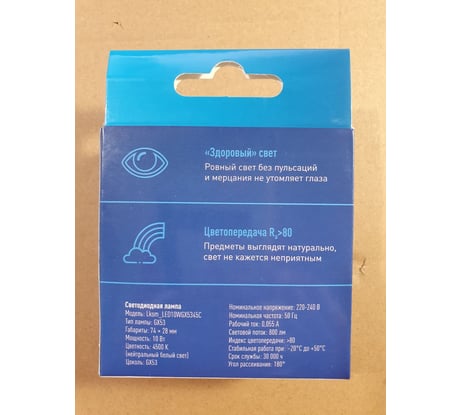 «Здоровый» свет
Ровный свет без пульсаций
и мерцания не утомляет глаза
Цветопередача Rₐ>80
Предметы выглядят натурально,
свет не кажется неприятным
Светодиодная лампа
Модель: Lksm_LED10WGX5345C
Тип лампы: GX53
Габариты: 74 × 28 мм
Мощность: 10 Вт
Цветность: 4500 К
(нейтральный белый свет)
Цоколь: GX53
Номинальное напряжение: 220-240 В
Номинальная частота: 50 Гц
Рабочий ток: 0,055 А
Световой поток: 800 лм
Индекс цветопередачи: >80
Стабильная работа при: -20°C до +50°C
Срок службы: 30 000 ч
Угол рассеивания: 180°